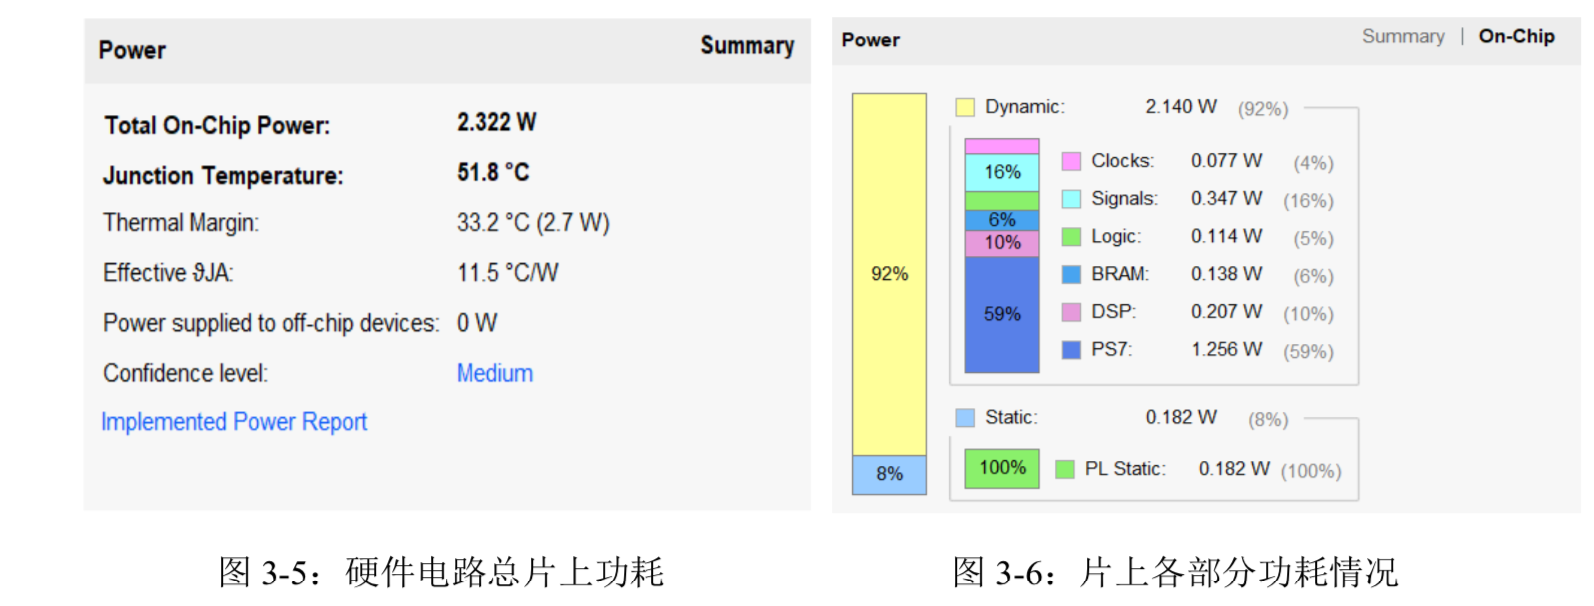 Power
Summary
Total On-Chip Power: 2.322 W
Junction Temperature: 51.8 °C
Thermal Margin: 33.2 °C (2.7 W)
Effective ϑJA: 11.5 °C/W
Power supplied to off-chip devices: 0 W
Confidence level: Medium
Implemented Power Report
图 3-5：硬件电路总片上功耗
Power
Summary | On-Chip
92%
8%
Dynamic: 2.140 W (92%)
16%
6%
10%
59%
Clocks: 0.077 W (4%)
Signals: 0.347 W (16%)
Logic: 0.114 W (5%)
BRAM: 0.138 W (6%)
DSP: 0.207 W (10%)
PS7: 1.256 W (59%)
Static: 0.182 W (8%)
100%
PL Static: 0.182 W (100%)
图 3-6：片上各部分功耗情况